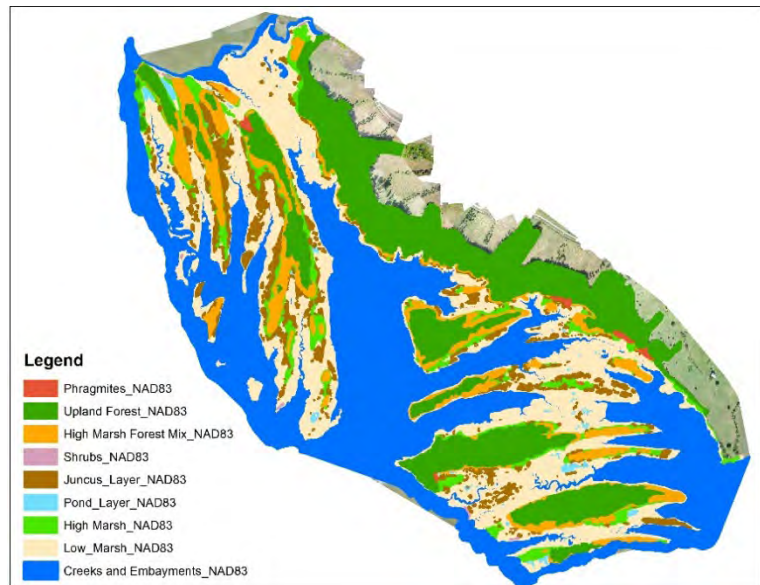 Legend
Phragmites_NAD83
Upland Forest_NAD83
High Marsh Forest Mix_NAD83
Shrubs_NAD83
Juncus_Layer_NAD83
Pond_Layer_NAD83
High Marsh_NAD83
Low_Marsh_NAD83
Creeks and Embayments_NAD83